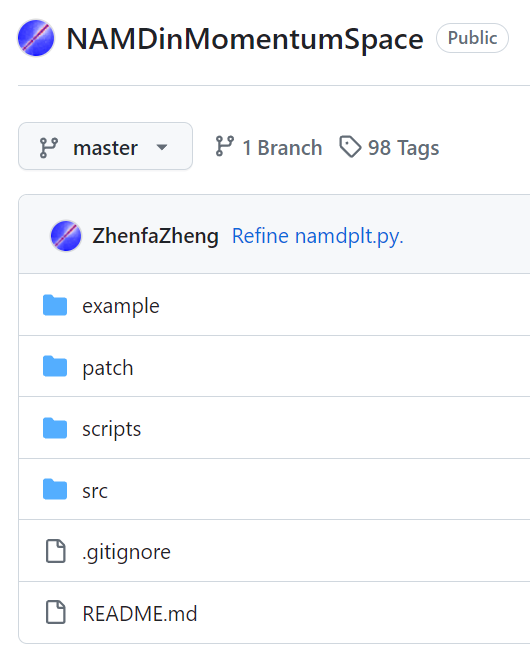 NAMDinMomentumSpace Public
master 1 Branch 98 Tags
ZhenfaZheng Refine namdplt.py.
example
patch
scripts
src
.gitignore
README.md